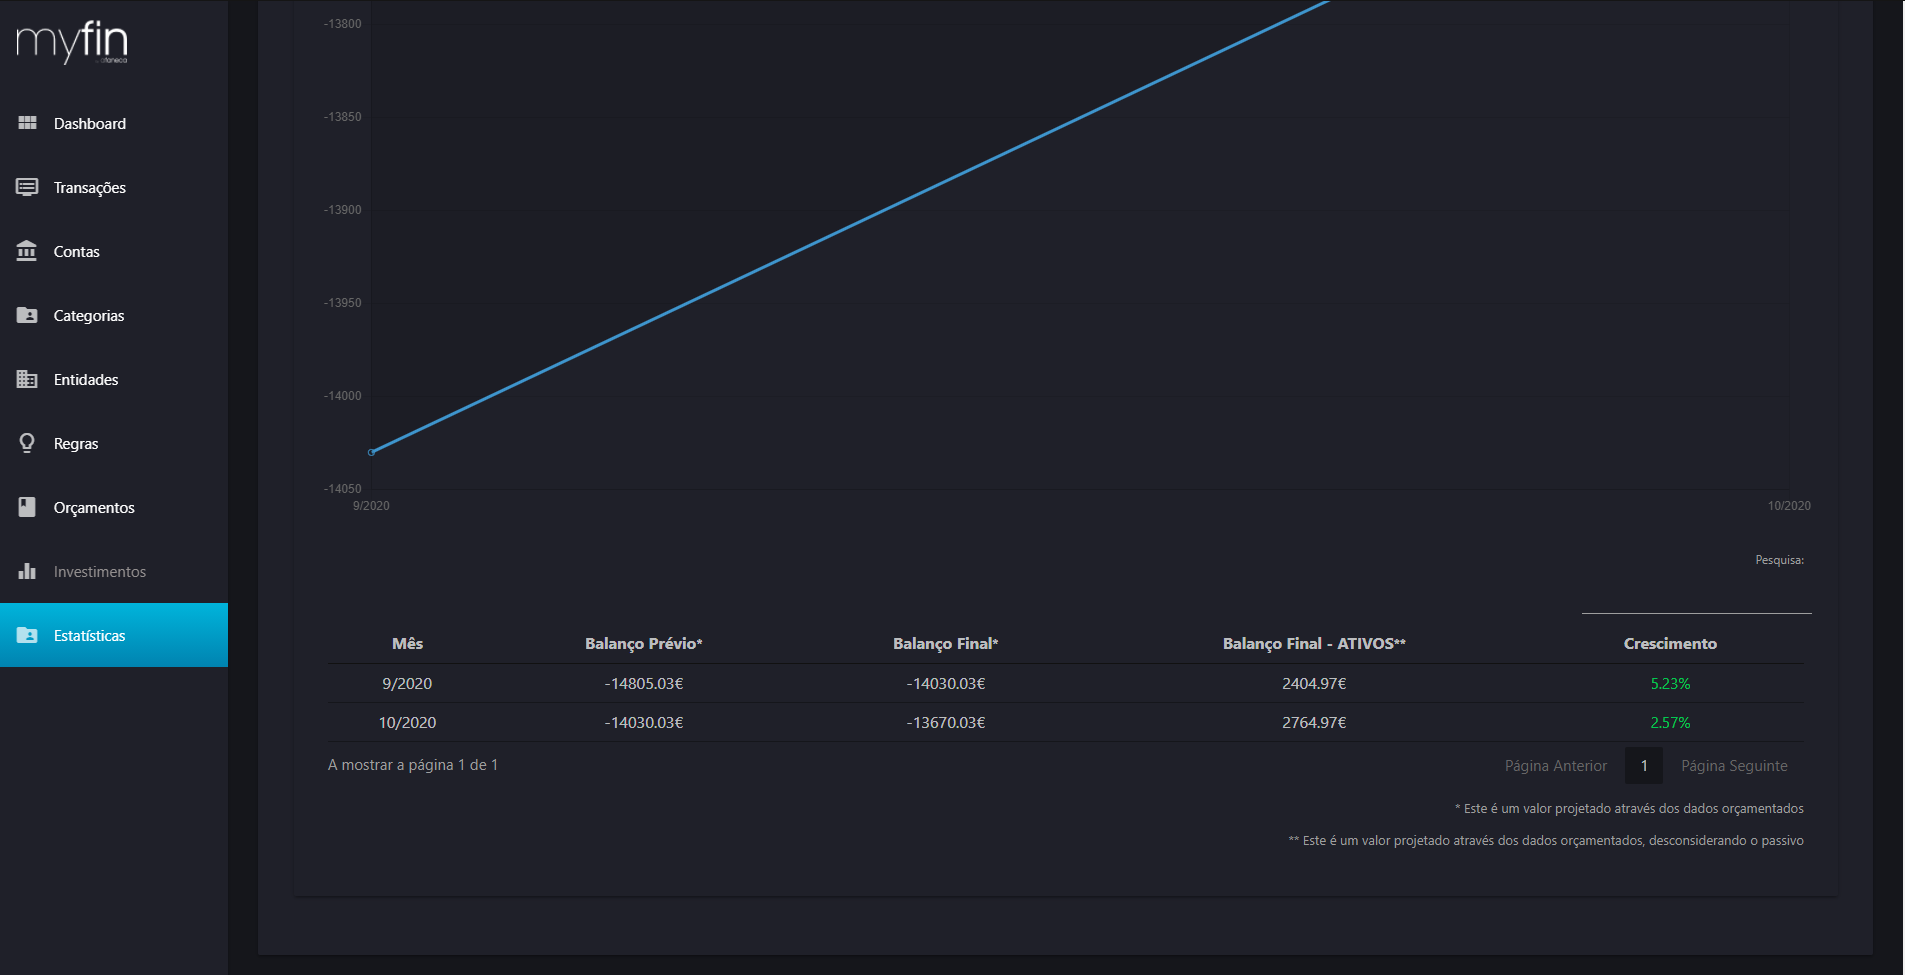 myfin
Dashboard
Transações
Contas
Categorias
Entidades
Regras
Orçamentos
Investimentos
Estatísticas
-13800
-13850
-13900
-13950
-14000
-14050
9/2020 10/2020
Pesquisa:
Mês Balanço Prévio* Balanço Final* Balanço Final - ATIVOS** Crescimento
9/2020 -14805.03€ -14030.03€ 2404.97€ 5.23%
10/2020 -14030.03€ -13670.03€ 2764.97€ 2.57%
A mostrar a página 1 de 1 Página Anterior 1 Página Seguinte
* Este é um valor projetado através dos dados orçamentados
** Este é um valor projetado através dos dados orçamentados, desconsiderando o passivo